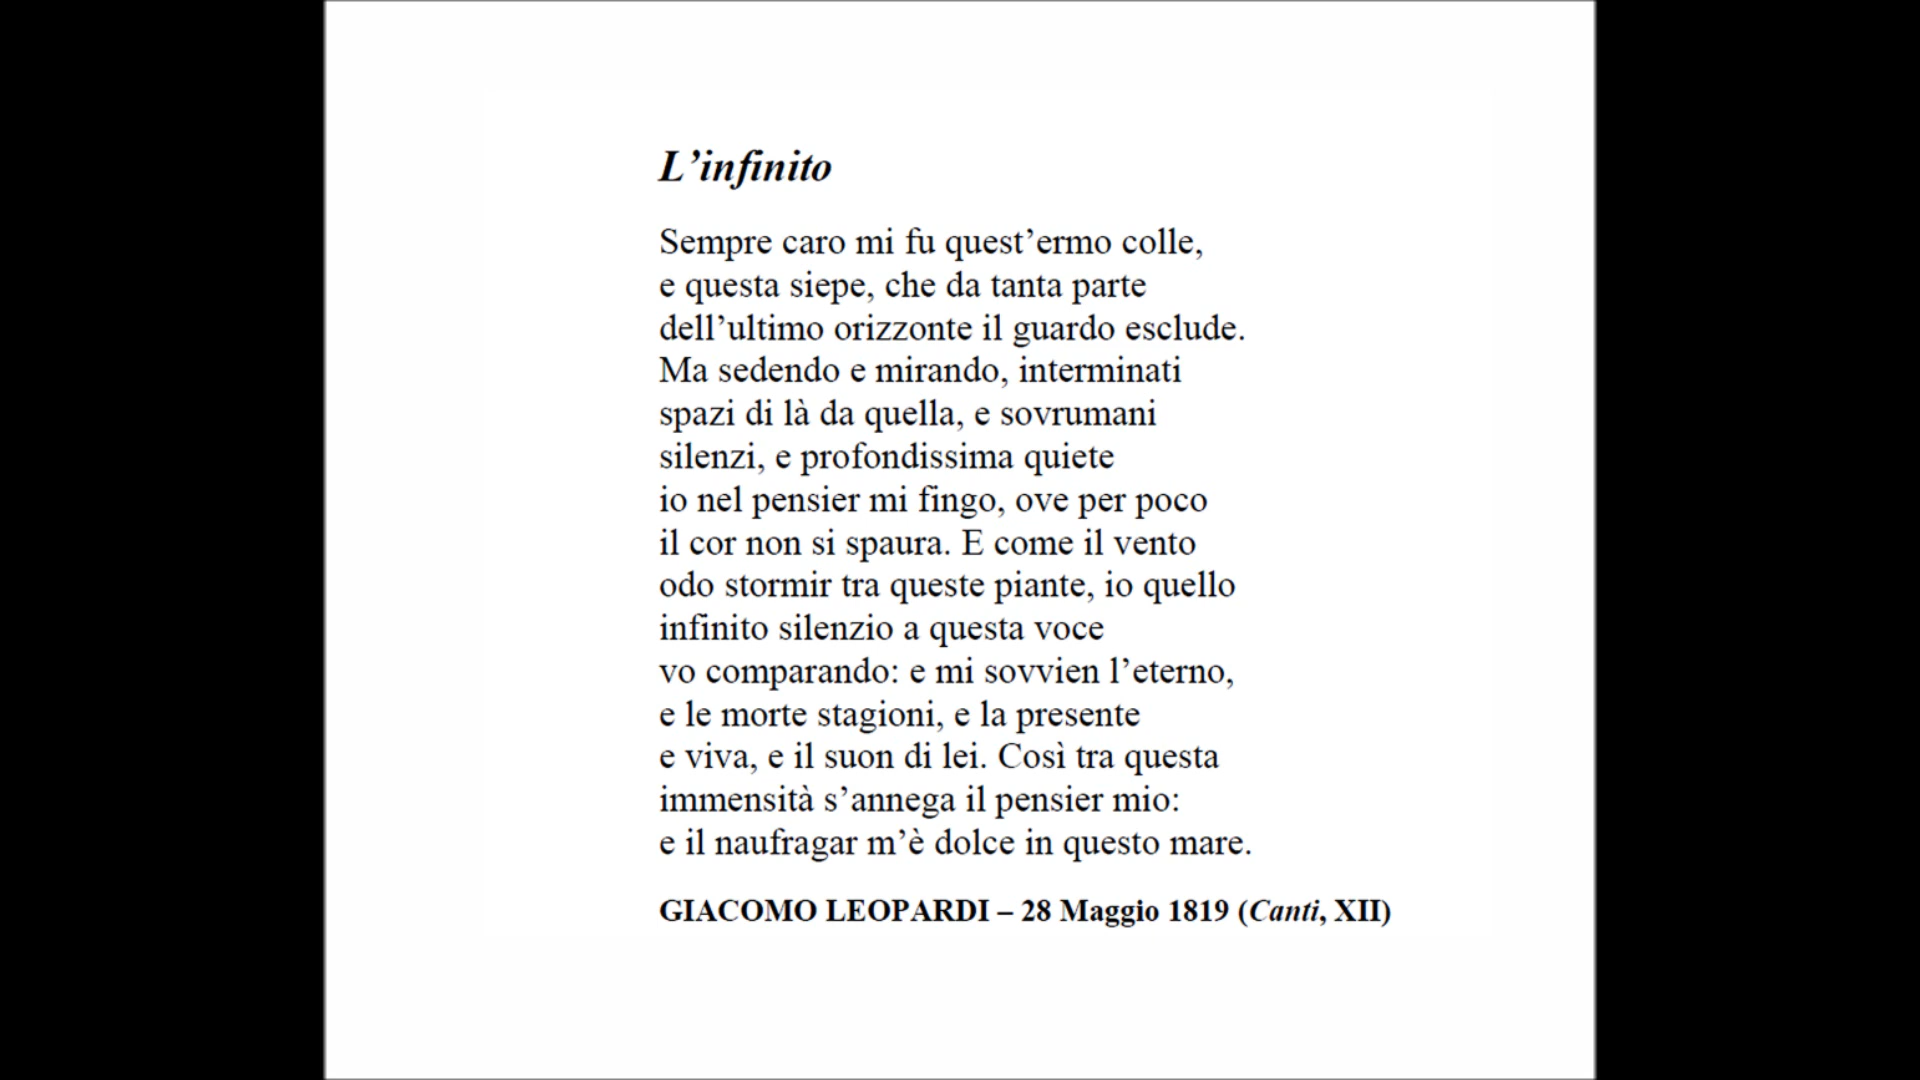 L’infinito
Sempre caro mi fu quest’ermo colle,
e questa siepe, che da tanta parte
dell’ultimo orizzonte il guardo esclude.
Ma sedendo e mirando, interminati
spazi di là da quella, e sovrumani
silenzi, e profondissima quiete
io nel pensier mi fingo, ove per poco
il cor non si spaura. E come il vento
odo stormir tra queste piante, io quello
infinito silenzio a questa voce
vo comparando: e mi sovvien l’eterno,
e le morte stagioni, e la presente
e viva, e il suon di lei. Così tra questa
immensità s’annega il pensier mio:
e il naufragar m’è dolce in questo mare.
GIACOMO LEOPARDI – 28 Maggio 1819 (Canti, XII)